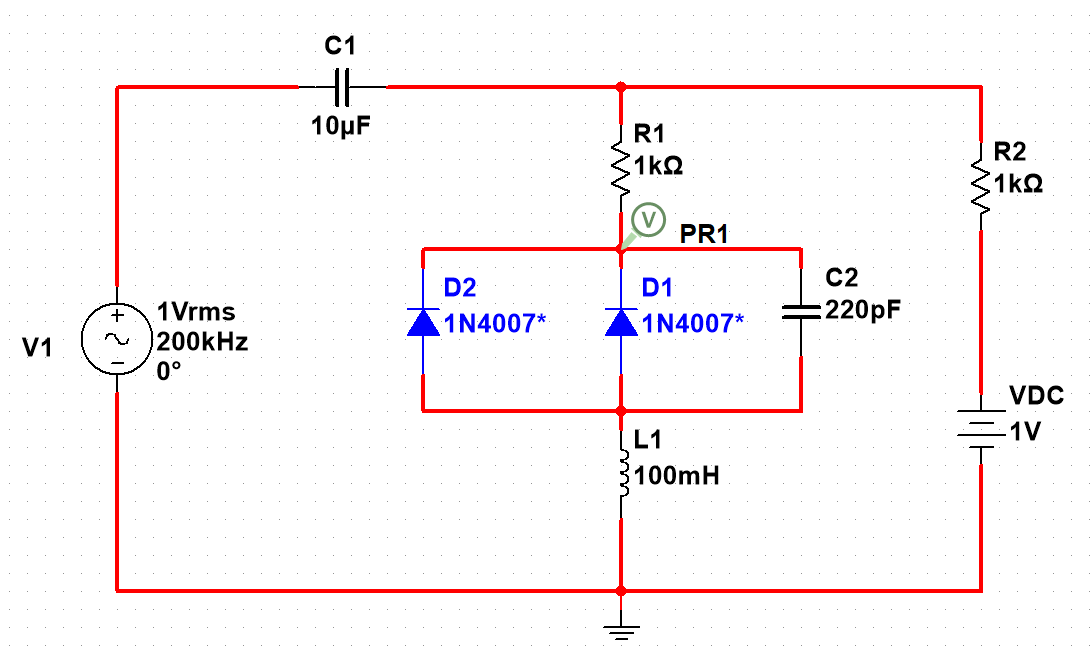 C1
10µF
R1
1kΩ
R2
1kΩ
V
PR1
D2
1N4007*
D1
1N4007*
C2
220pF
V1
+
1Vrms
200kHz
0°
VDC
1V
L1
100mH